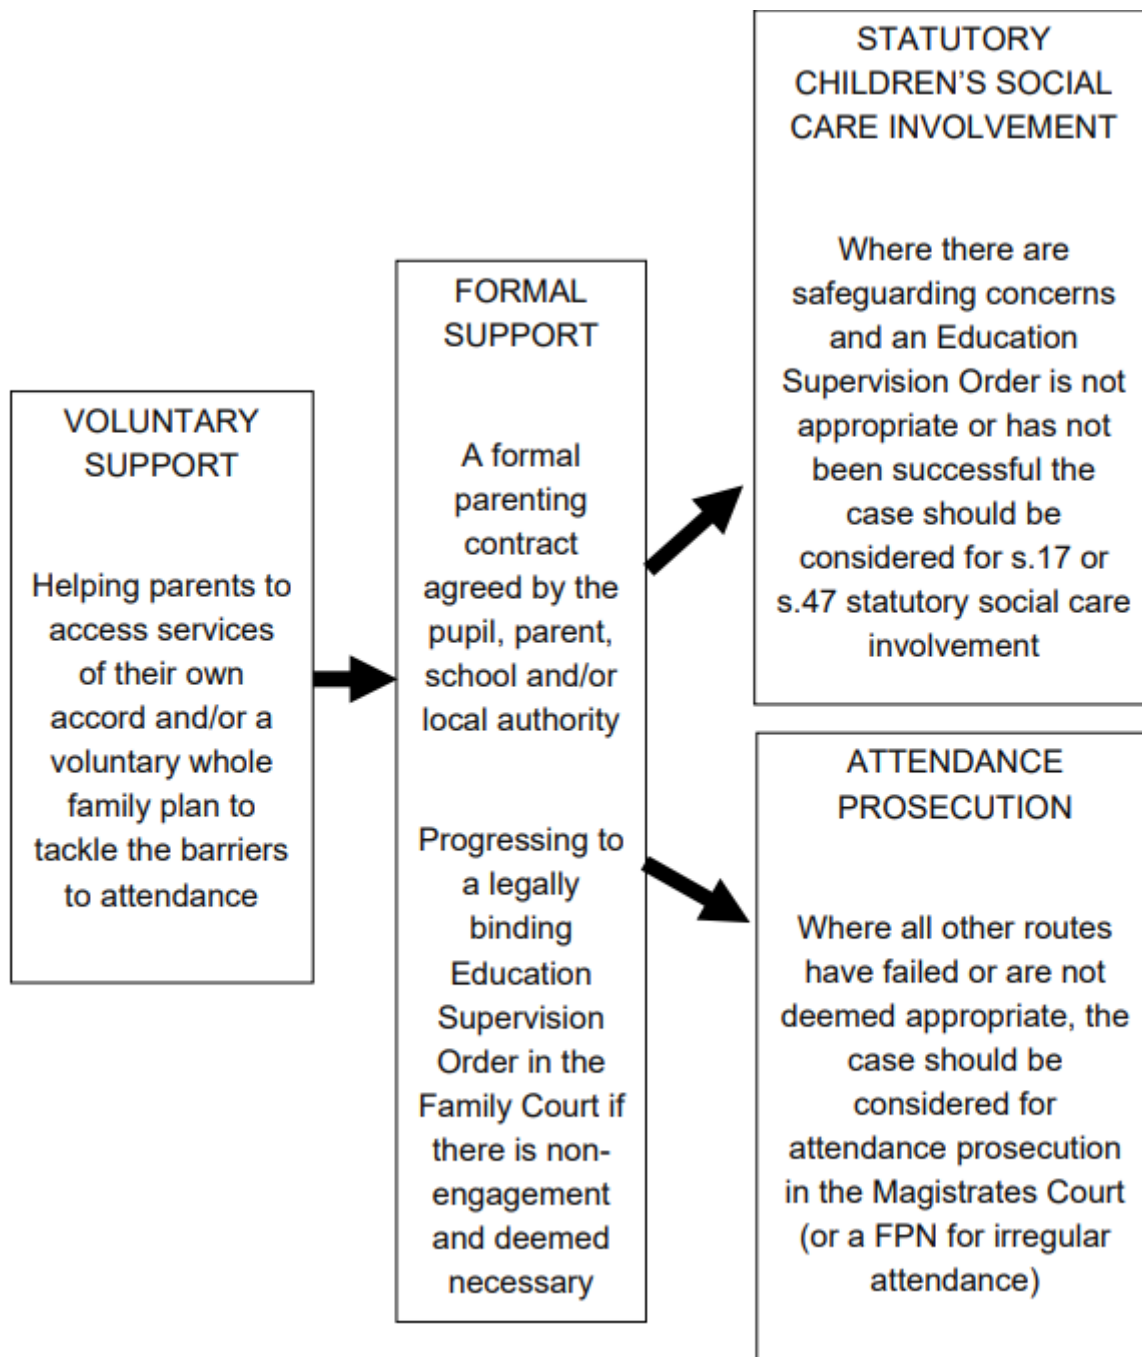 VOLUNTARY
SUPPORT
Helping parents to
access services
of their own
accord and/or a
voluntary whole
family plan to
tackle the barriers
to attendance
FORMAL
SUPPORT
A formal
parenting
contract
agreed by the
pupil, parent,
school and/or
local authority
Progressing to
a legally
binding
Education
Supervision
Order in the
Family Court if
there is non-
engagement
and deemed
necessary
STATUTORY
CHILDREN’S SOCIAL
CARE INVOLVEMENT
Where there are
safeguarding concerns
and an Education
Supervision Order is not
appropriate or has not
been successful the
case should be
considered for s.17 or
s.47 statutory social care
involvement
ATTENDANCE
PROSECUTION
Where all other routes
have failed or are not
deemed appropriate, the
case should be
considered for
attendance prosecution
in the Magistrates Court
(or a FPN for irregular
attendance)